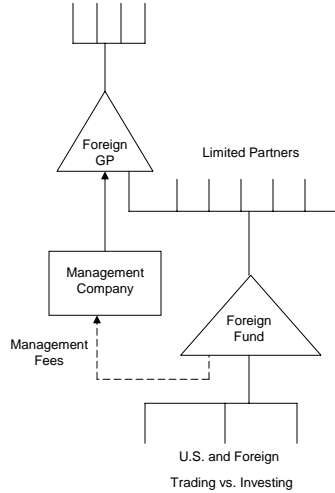 Foreign
GP
Limited Partners
Management
Company
Foreign
Fund
Management
Fees
U.S. and Foreign
Trading vs. Investing